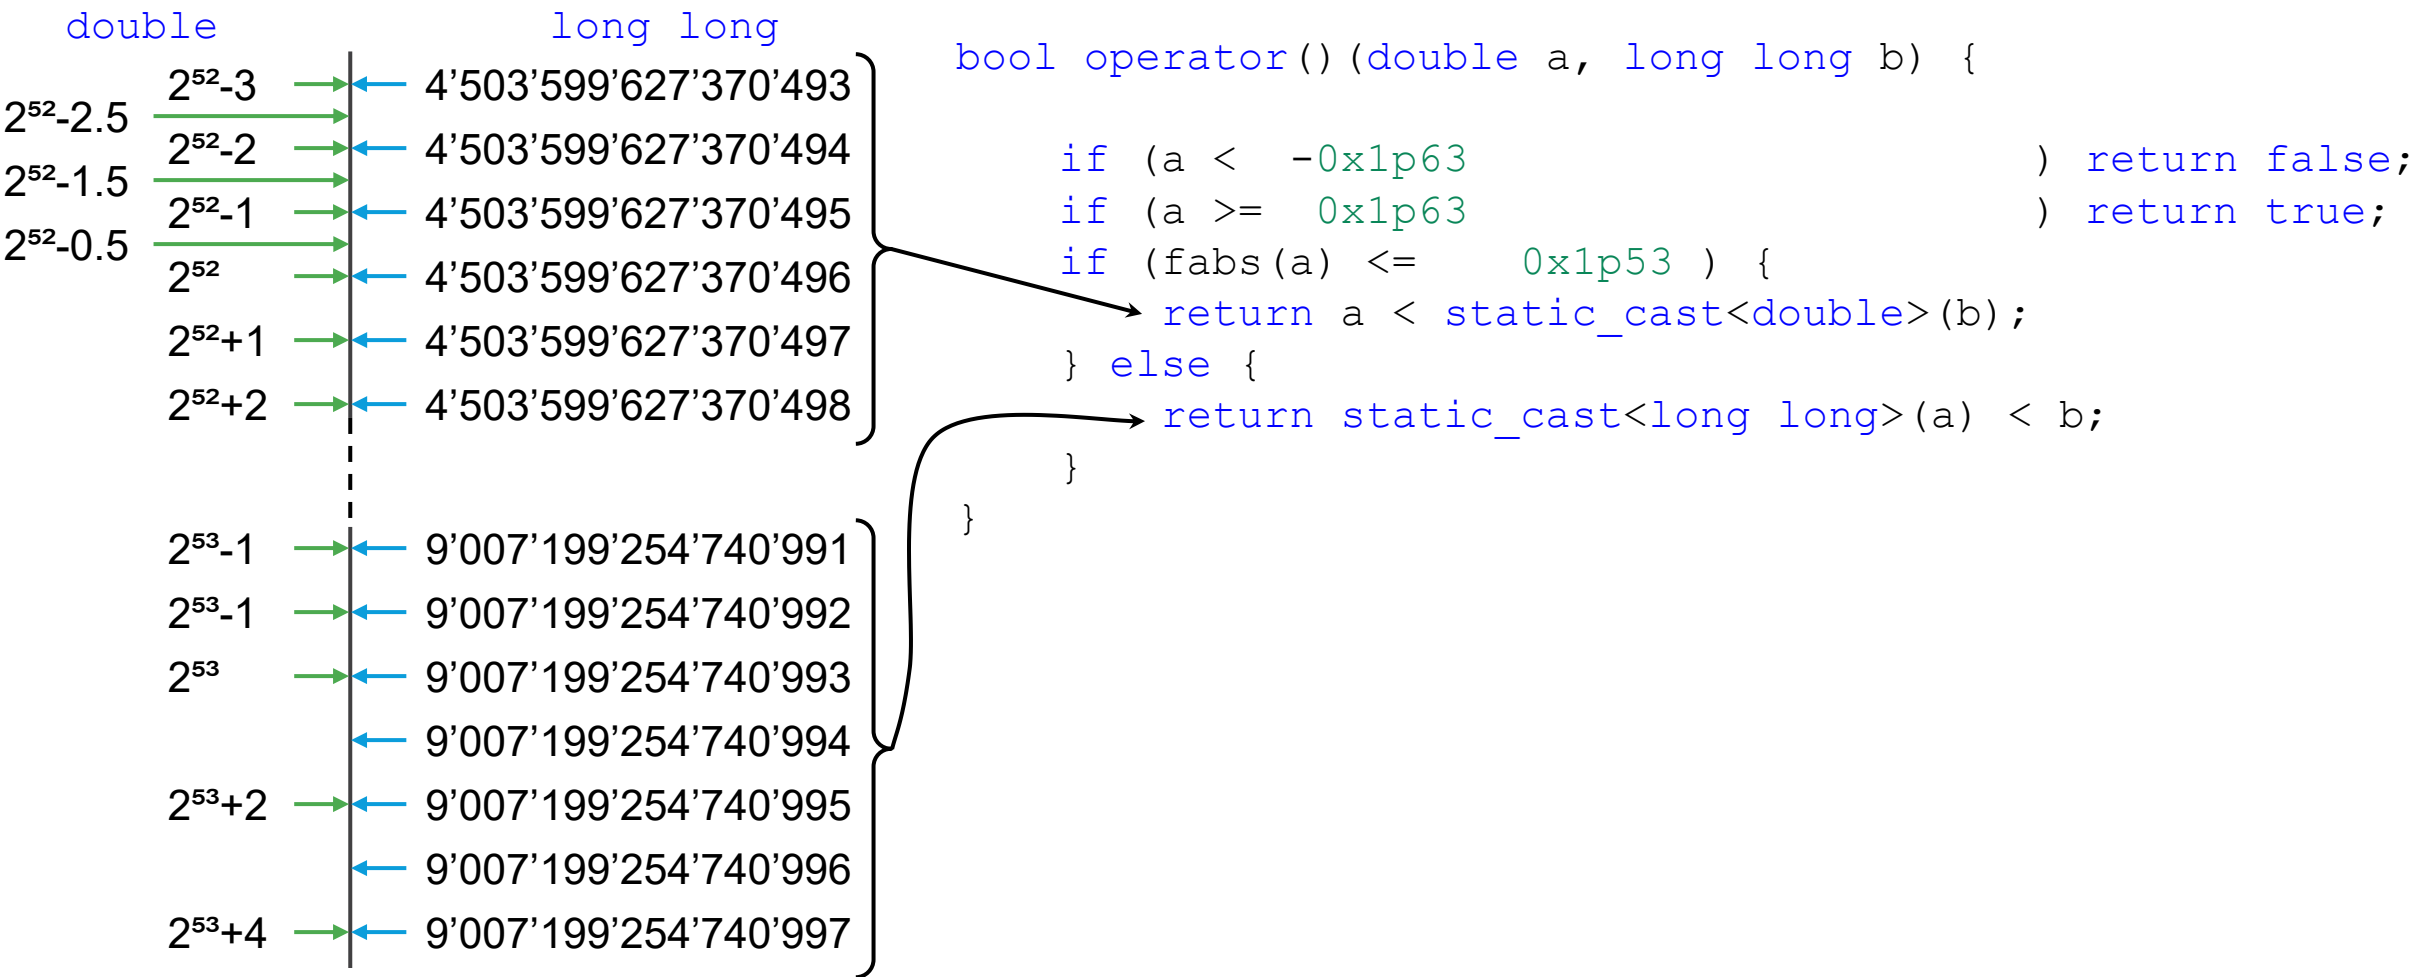 double long long
2⁵²-3 4’503’599’627’370’493
2⁵²-2.5
2⁵²-2 4’503’599’627’370’494
2⁵²-1.5
2⁵²-1 4’503’599’627’370’495
2⁵²-0.5
2⁵² 4’503’599’627’370’496
2⁵²+1 4’503’599’627’370’497
2⁵²+2 4’503’599’627’370’498
2⁵³-1 9’007’199’254’740’991
2⁵³-1 9’007’199’254’740’992
2⁵³ 9’007’199’254’740’993
9’007’199’254’740’994
2⁵³+2 9’007’199’254’740’995
9’007’199’254’740’996
2⁵³+4 9’007’199’254’740’997
bool operator()(double a, long long b) {
if (a < -0x1p63 ) return false;
if (a >= 0x1p63 ) return true;
if (fabs(a) <= 0x1p53 ) {
return a < static_cast<double>(b);
} else {
return static_cast<long long>(a) < b;
}
}